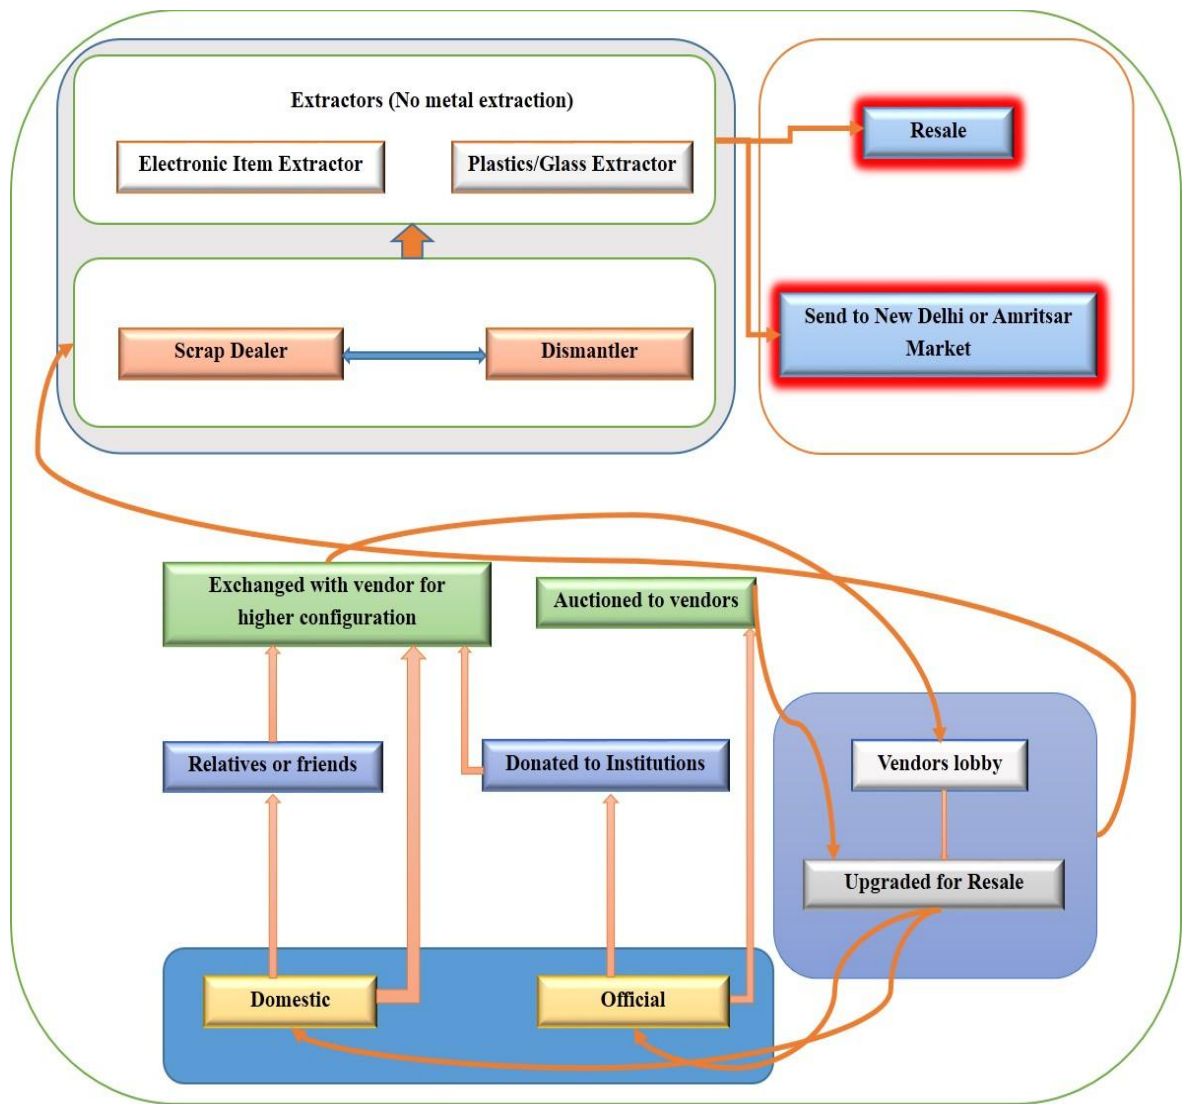 Extractors (No metal extraction)
Electronic Item Extractor
Plastics/Glass Extractor
Resale
Send to New Delhi or Amritsar
Market
Scrap Dealer
Dismantler
Exchanged with vendor for
higher configuration
Auctioned to vendors
Relatives or friends
Donated to Institutions
Vendors lobby
Upgraded for Resale
Domestic
Official